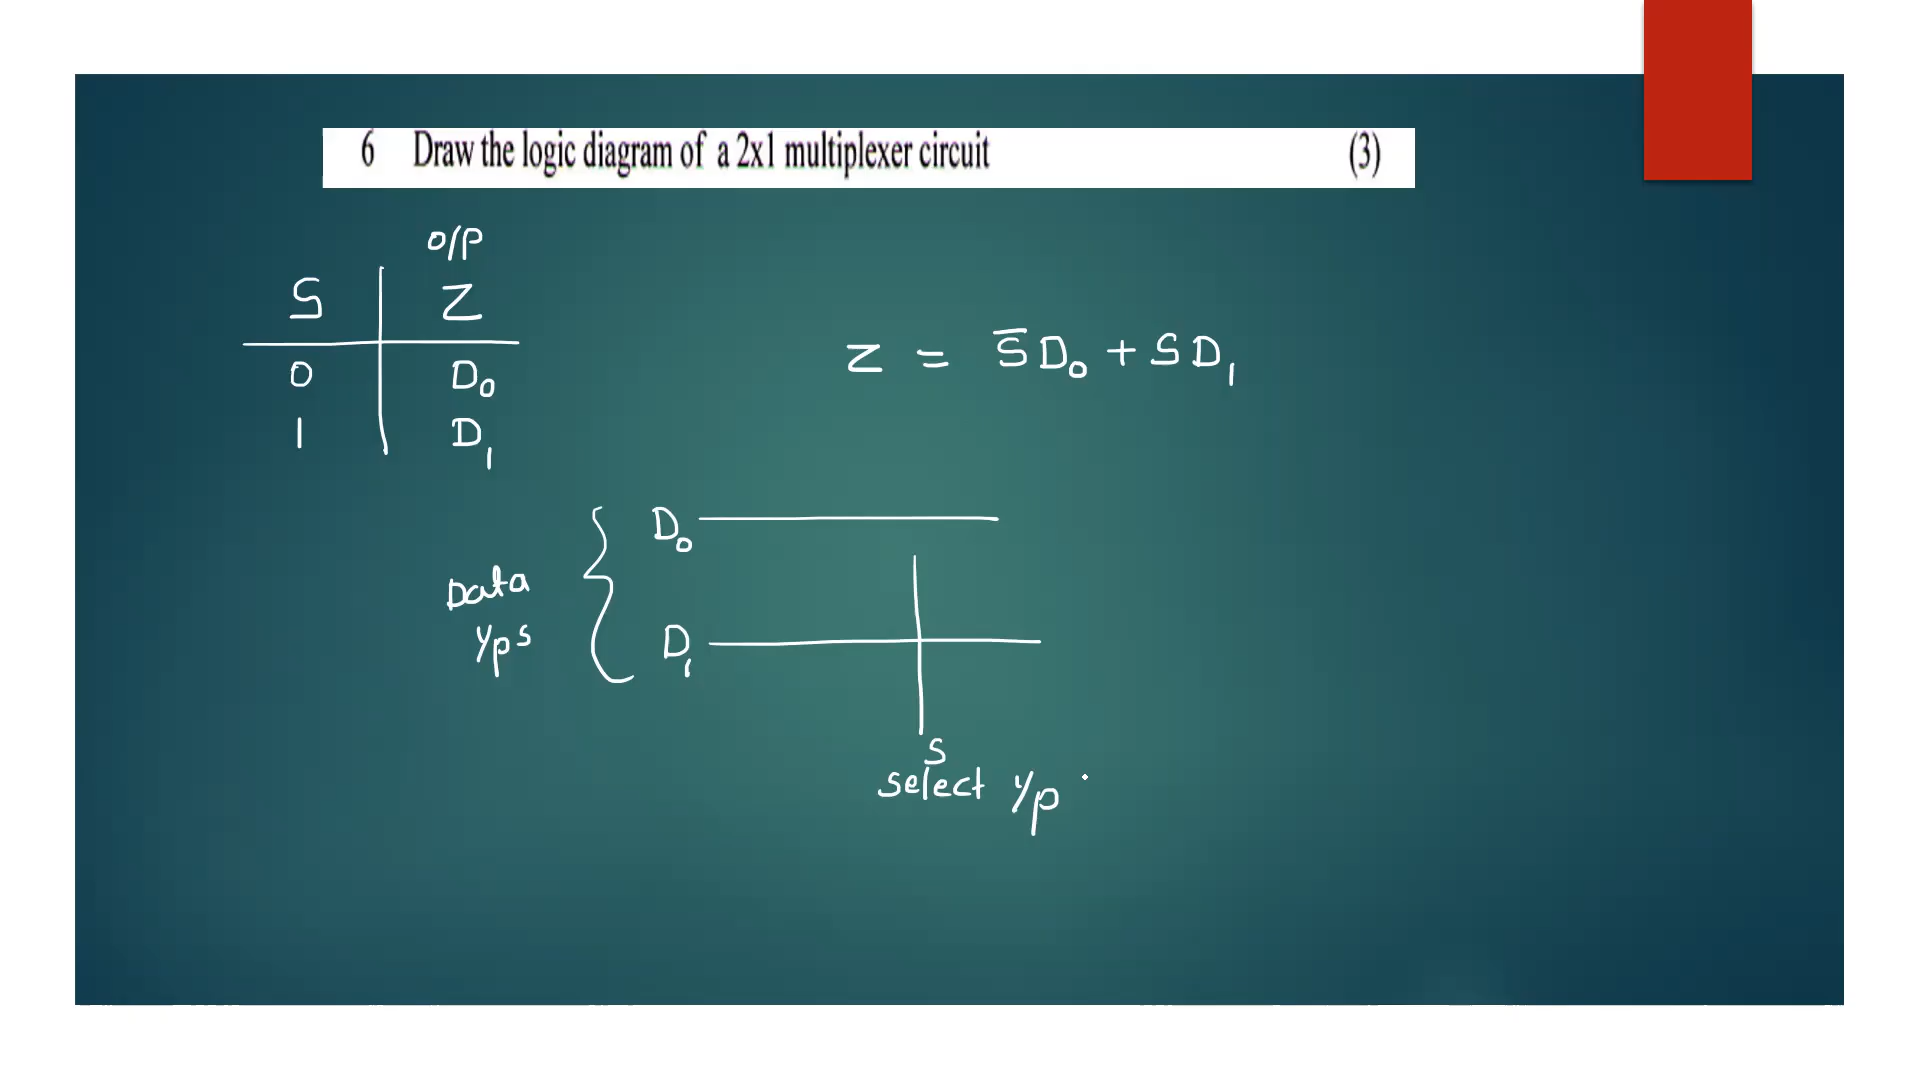 6 Draw the logic diagram of a 2x1 multiplexer circuit (3)
O/P
S Z
0 D₀
1 D₁
Z = S̅D₀ + SD₁
D₀
Data
I/ps
D₁
S
select I/p